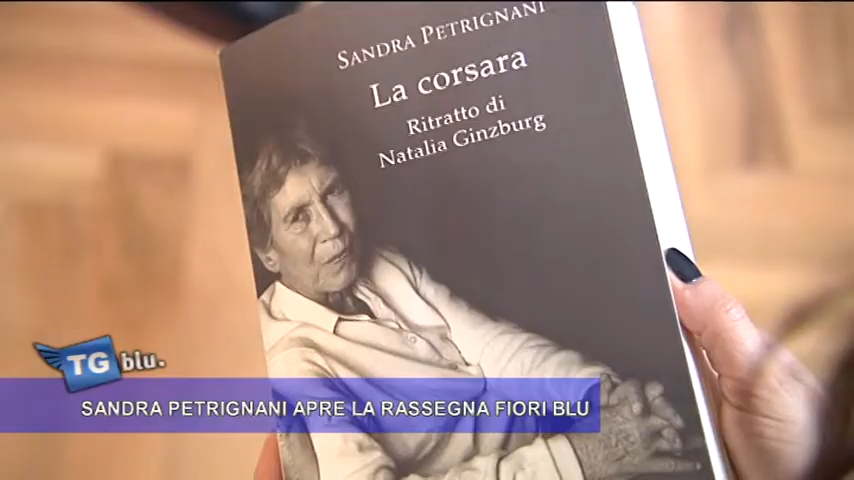 SANDRA PETRIGNANI
La corsara
Ritratto di
Natalia Ginzburg
TG blu.
SANDRA PETRIGNANI APRE LA RASSEGNA FIORI BLU